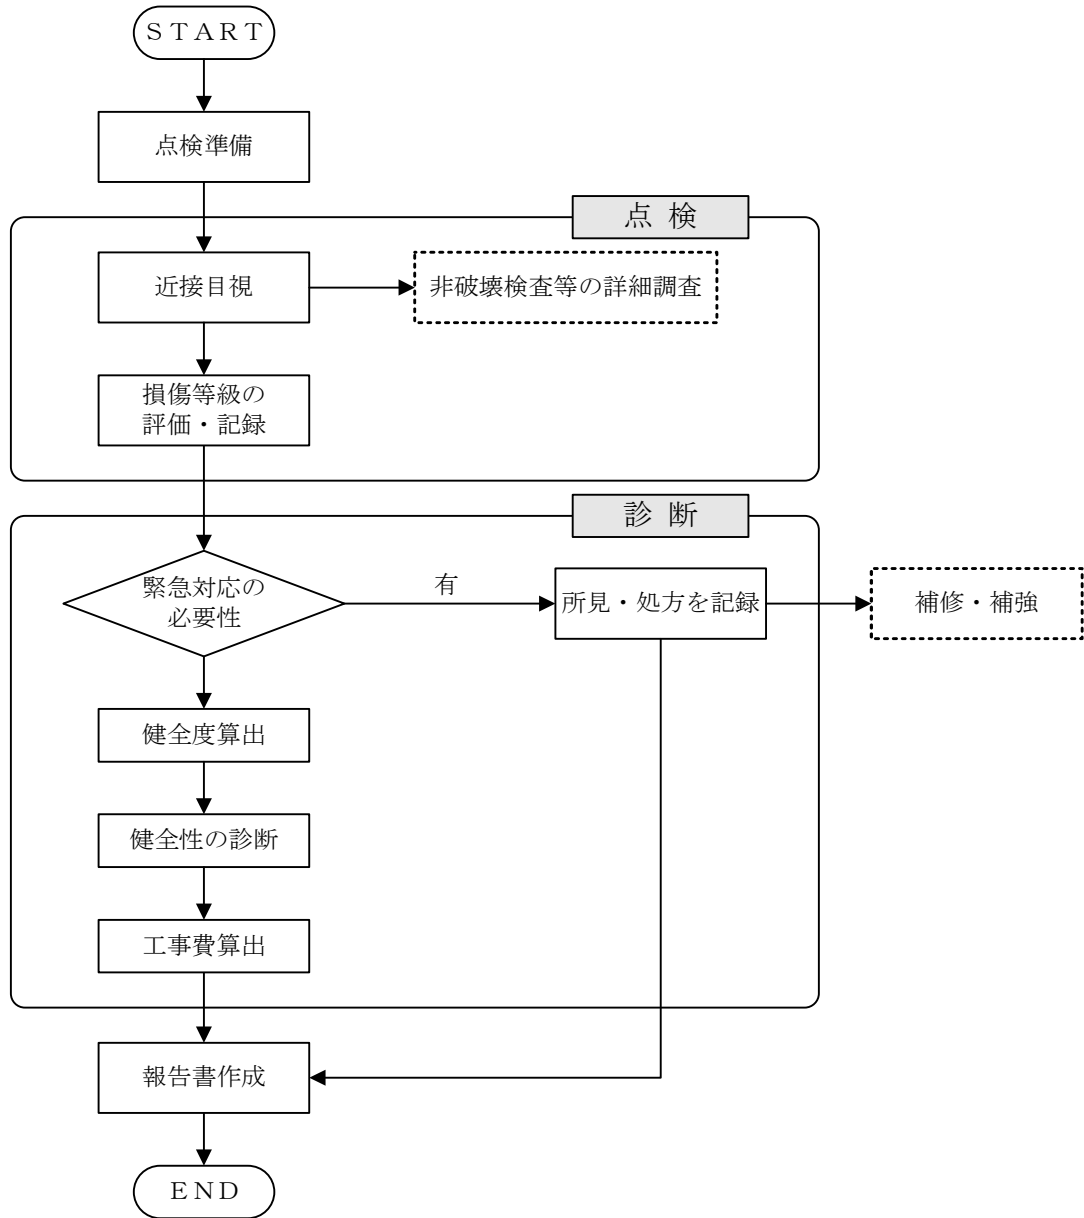 ＳＴＡＲＴ
点検準備
点 検
近接目視
非破壊検査等の詳細調査
損傷等級の
評価・記録
診 断
緊急対応の
必要性
有
所見・処方を記録
補修・補強
健全度算出
健全性の診断
工事費算出
報告書作成
ＥＮＤ